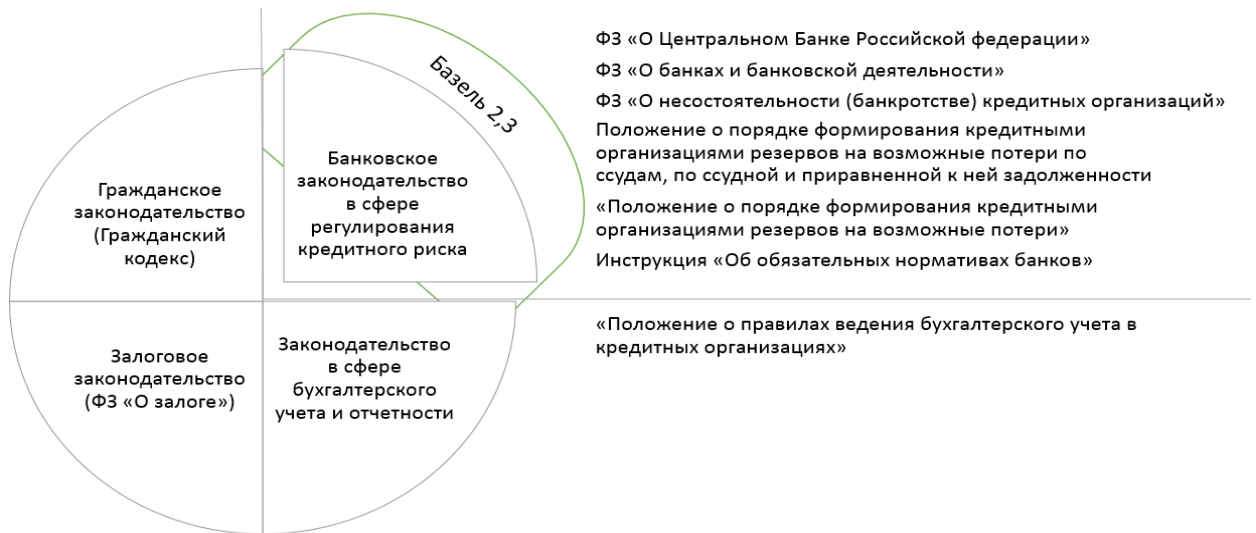 Базель 2,3
Гражданское
законодательство
(Гражданский
кодекс)
Банковское
законодательство
в сфере
регулирования
кредитного риска
Залоговое
законодательство
(ФЗ «О залоге»)
Законодательство
в сфере
бухгалтерского
учета и отчетности
ФЗ «О Центральном Банке Российской федерации»
ФЗ «О банках и банковской деятельности»
ФЗ «О несостоятельности (банкротстве) кредитных организаций»
Положение о порядке формирования кредитными
организациями резервов на возможные потери по
ссудам, по ссудной и приравненной к ней задолженности
«Положение о порядке формирования кредитными
организациями резервов на возможные потери»
Инструкция «Об обязательных нормативах банков»
«Положение о правилах ведения бухгалтерского учета в
кредитных организациях»